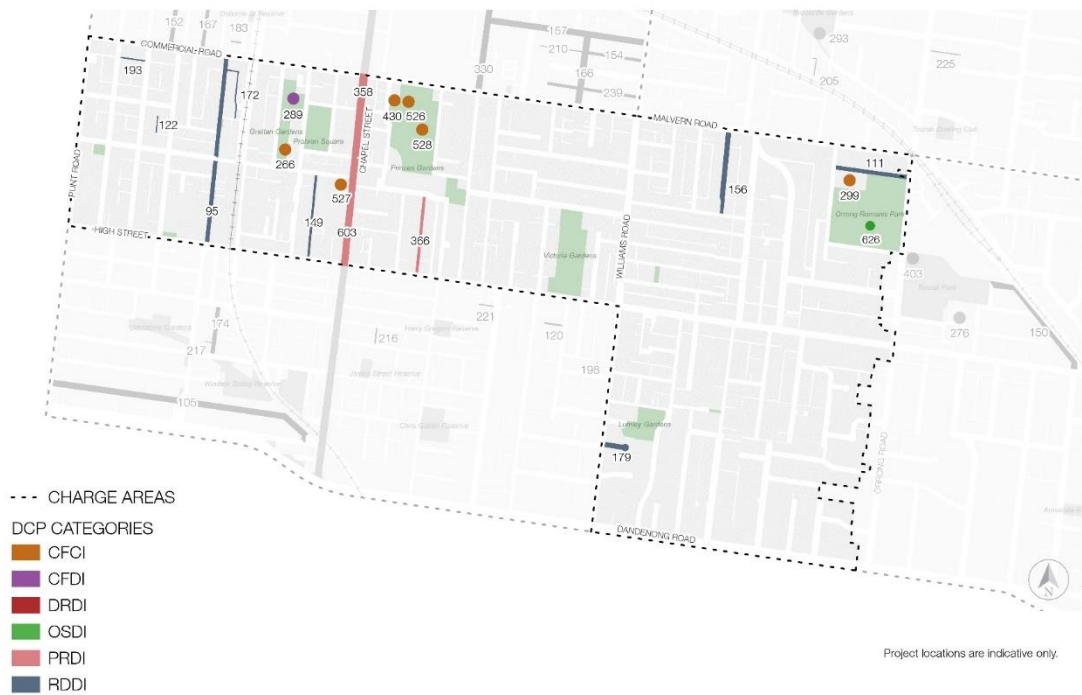 152
167
183
293
157
210
154
225
COMMERCIAL ROAD
193
330
166
205
172
239
358
289
430
526
MALVERN ROAD
122
Grattan Gardens
Princes Gardens
528
CHAPEL STREET
266
111
PUNT ROAD
527
156
299
95
149
Orrong Romanis Park
626
HIGH STREET
603
366
WILLIAMS ROAD
Victoria Gardens
403
Toorak Park
174
221
276
216
120
150
217
198
105
Lumley Gardens
179
ORRONG ROAD
DANDENONG ROAD
CHARGE AREAS
DCP CATEGORIES
CFCI
CFDI
DRDI
OSDI
PRDI
RDDI
N
Project locations are indicative only.